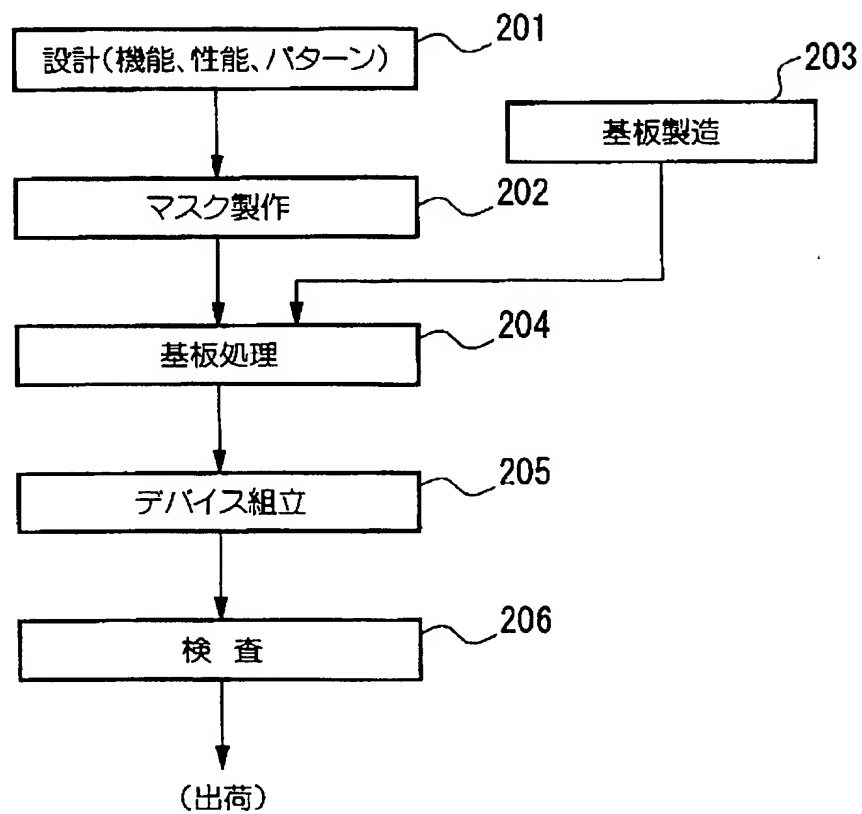 設計(機能、性能、パターン)
201
203
基板製造
マスク製作
202
基板処理
204
デバイス組立
205
検 査
206
(出荷)